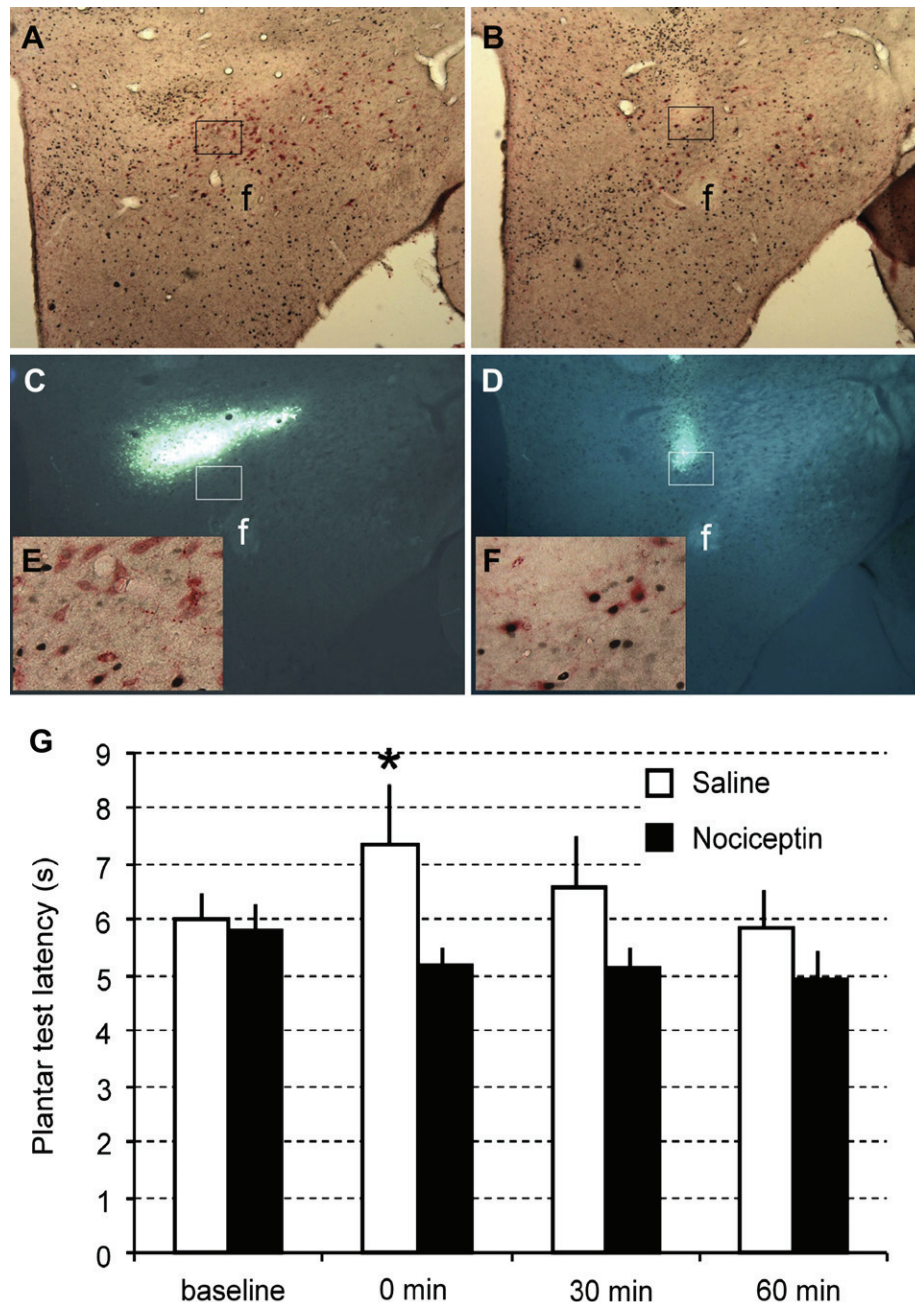 A
B
f
f
C
D
f
f
E
F
G
9
8
7
6
5
4
3
2
1
0
Plantar test latency (s)
*
Saline
Nociceptin
baseline
0 min
30 min
60 min